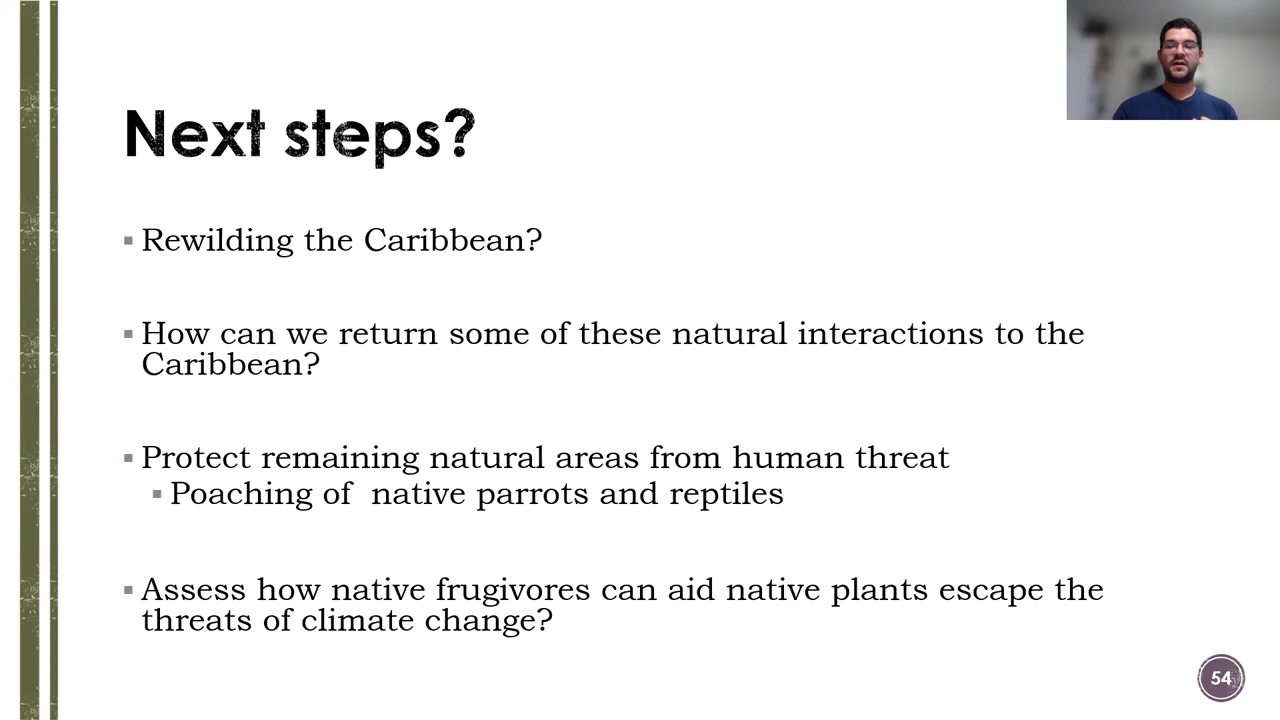 Next steps?
Rewilding the Caribbean?
How can we return some of these natural interactions to the
Caribbean?
Protect remaining natural areas from human threat
Poaching of  native parrots and reptiles
Assess how native frugivores can aid native plants escape the
threats of climate change?
54